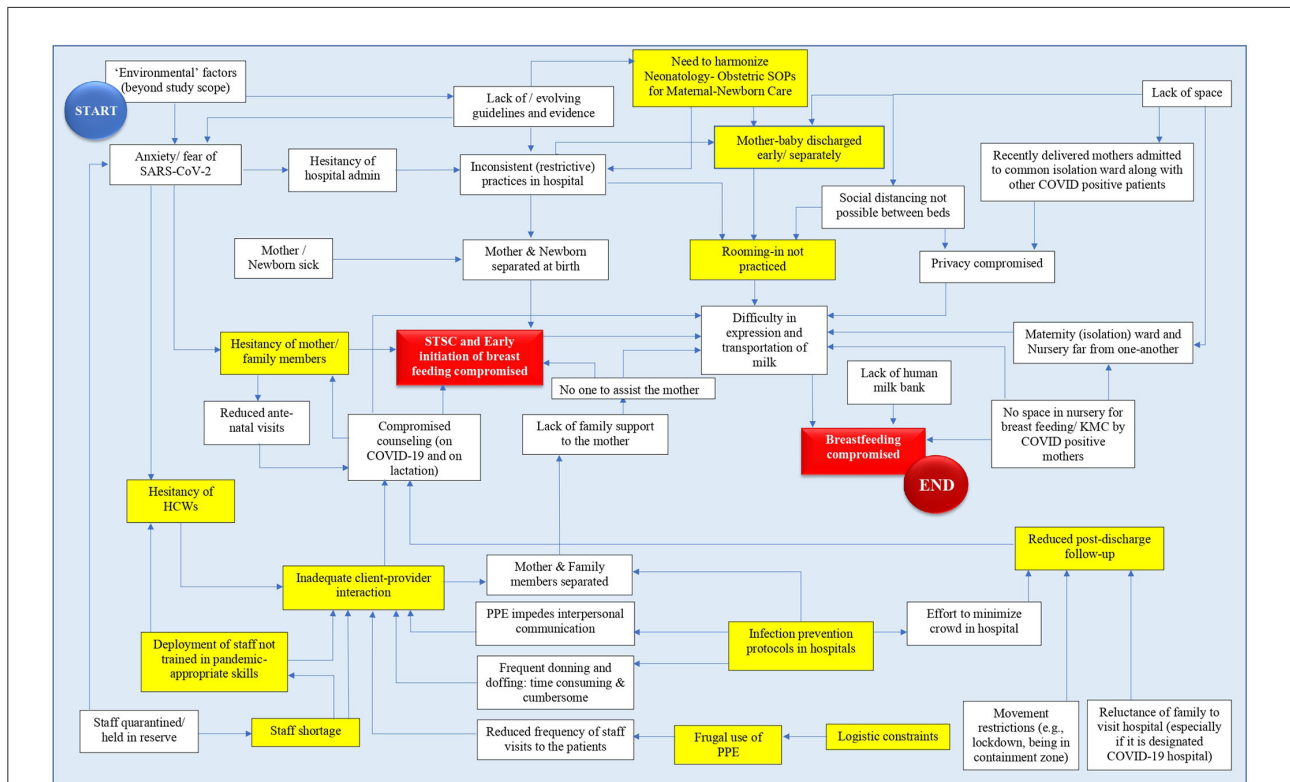 ‘Environmental’ factors
(beyond study scope)
START
Need to harmonize
Neonatology- Obstetric SOPs
for Maternal-Newborn Care
Lack of / evolving
guidelines and evidence
Lack of space
Mother-baby discharged
early/ separately
Anxiety/ fear of
SARS-CoV-2
Hesitancy of
hospital admin
Inconsistent (restrictive)
practices in hospital
Recently delivered mothers admitted
to common isolation ward along with
other COVID positive patients
Social distancing not
possible between beds
Mother /
Newborn sick
Mother & Newborn
separated at birth
Rooming-in not
practiced
Privacy compromised
Difficulty in
expression and
transportation of
milk
Hesitancy of mother/
family members
STSC and Early
initiation of breast
feeding compromised
Maternity (isolation) ward and
Nursery far from one-another
No one to assist the mother
Lack of human
milk bank
Reduced ante-
natal visits
Compromised
counseling (on
COVID-19 and on
lactation)
Lack of family support
to the mother
No space in nursery for
breast feeding/ KMC by
COVID positive
mothers
Breastfeeding
compromised
END
Hesitancy of
HCWs
Reduced post-discharge
follow-up
Inadequate client-provider
interaction
Mother & Family
members separated
PPE impedes interpersonal
communication
Infection prevention
protocols in hospitals
Effort to minimize
crowd in hospital
Deployment of staff not
trained in pandemic-
appropriate skills
Frequent donning and
doffing: time consuming &
cumbersome
Staff quarantined/
held in reserve
Staff shortage
Reduced frequency of staff
visits to the patients
Frugal use of
PPE
Logistic constraints
Movement
restrictions (e.g.,
lockdown, being in
containment zone)
Reluctance of family to
visit hospital (especially
if it is designated
COVID-19 hospital)